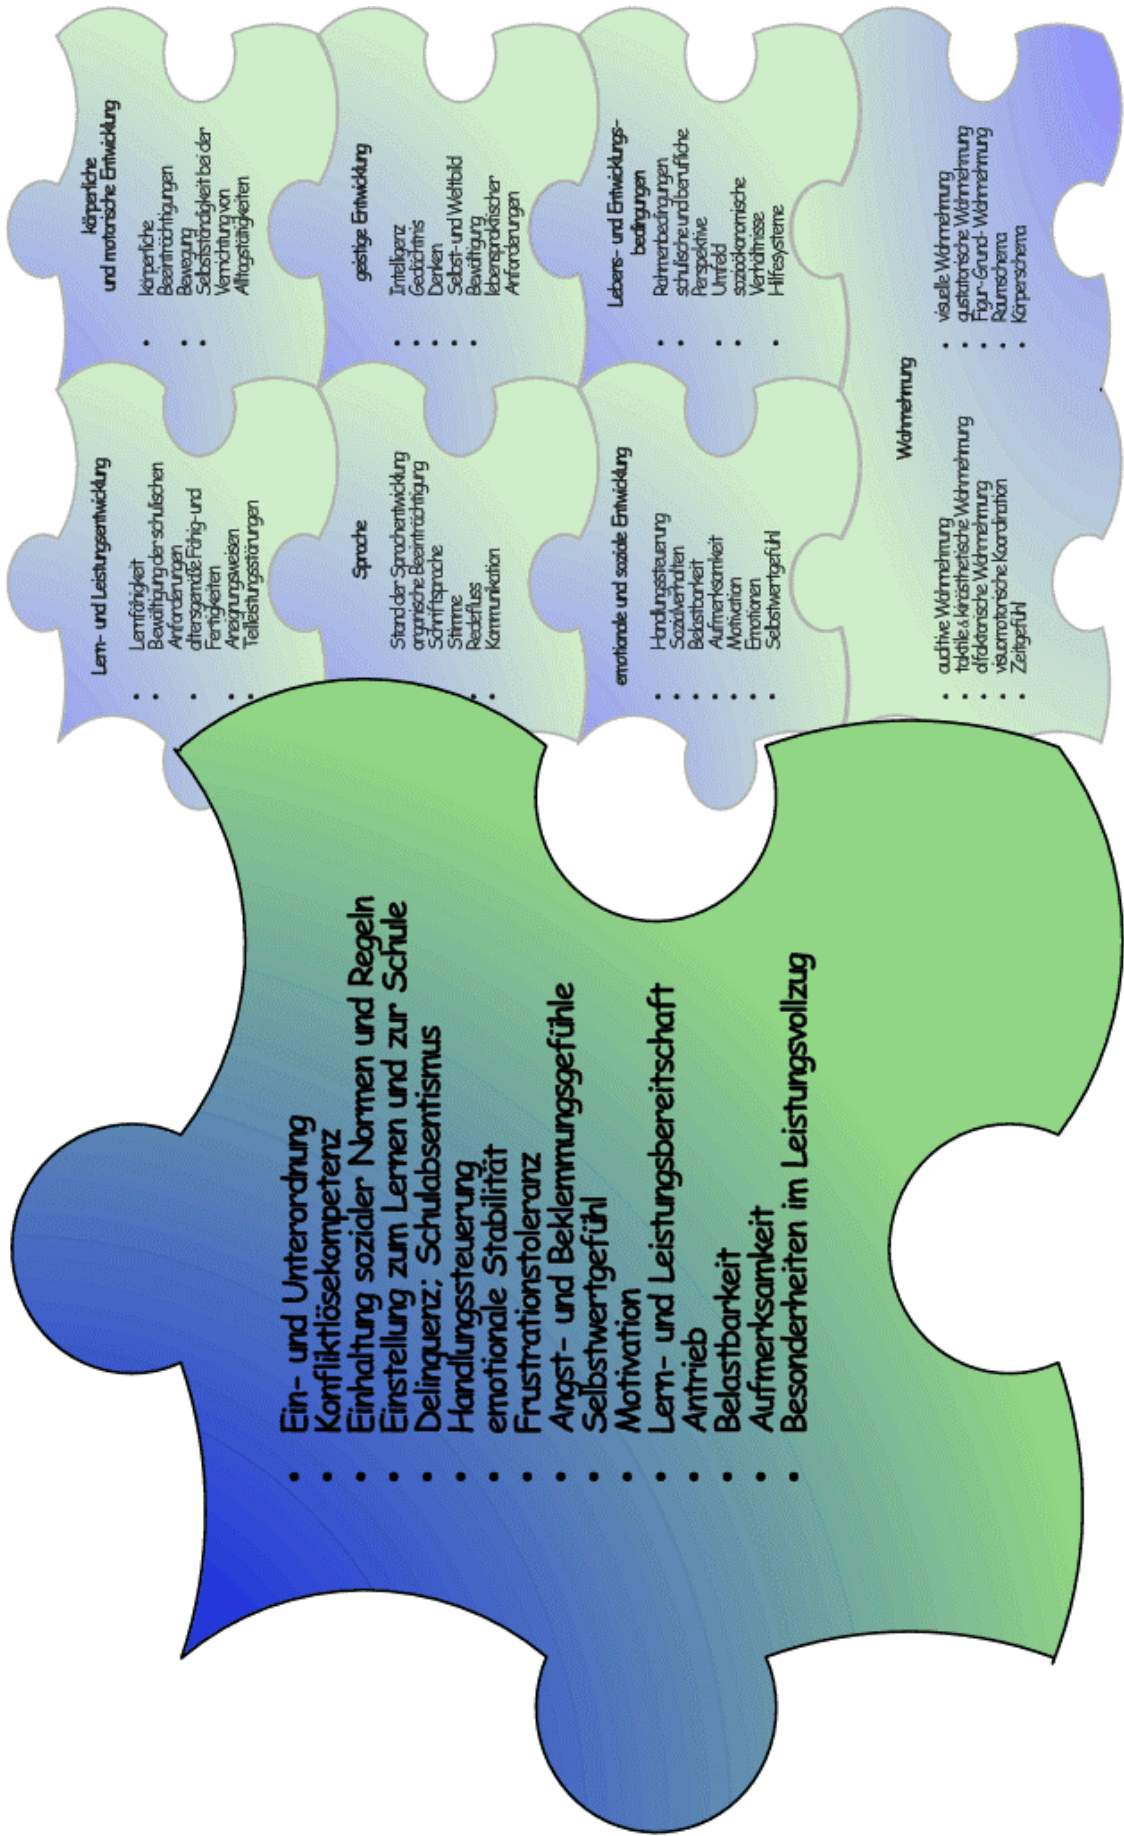 Ein- und Unterordnung
Konfliktlösekompetenz
Einhaltung sozialer Normen und Regeln
Einstellung zum Lernen und zur Schule
Delinquenz; Schulabsentismus
Handlungssteuerung
emotionale Stabilität
Frustrationstoleranz
Angst- und Beklemmungsgefühle
Selbstwertgefühl
Motivation
Lern- und Leistungsbereitschaft
Antrieb
Belastbarkeit
Aufmerksamkeit
Besonderheiten im Leistungsvollzug
Lern- und Leistungsentwicklung
Lernfähigkeit
Bewältigung der schulischen
Anforderungen
altersgemäße Fähig- und
Fertigkeiten
Aneignungsweisen
Teilleistungsstörungen
körperliche
und motorische Entwicklung
körperliche
Beeinträchtigungen
Bewegung
Selbstständigkeit bei der
Verrichtung von
Alltagstätigkeiten
Sprache
Stand der Sprachentwicklung
organische Beeinträchtigung
Schriftsprache
Stimme
Redefluss
Kommunikation
geistige Entwicklung
Intelligenz
Gedächtnis
Denken
Selbst- und Weltbild
Bewältigung
lebenspraktischer
Anforderungen
emotionale und soziale Entwicklung
Handlungssteuerung
Sozialverhalten
Belastbarkeit
Aufmerksamkeit
Motivation
Emotionen
Selbstwertgefühl
Lebens- und Entwicklungs-
bedingungen
Rahmenbedingungen
schulische und berufliche
Perspektive
Umfeld
sozioökonomische
Verhältnisse
Hilfesysteme
Wahrnehmung
auditive Wahrnehmung
taktile & kinästhetische Wahrnehmung
olfaktorische Wahrnehmung
visuomotorische Koordination
Zeitgefühl
visuelle Wahrnehmung
gustatorische Wahrnehmung
Figur-Grund- Wahrnehmung
Raumschema
Körperschema